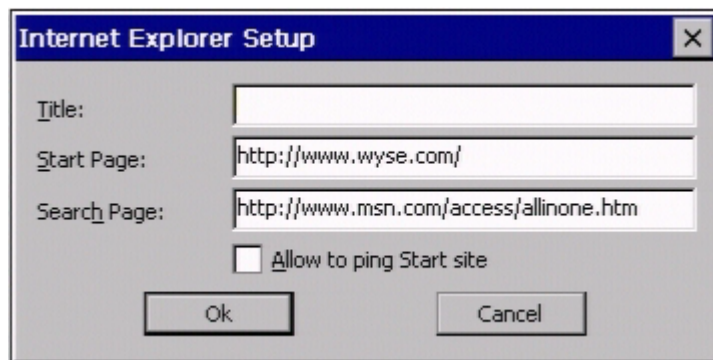 Internet Explorer Setup
Title:
Start Page: http://www.wyse.com/
Search Page: http://www.msn.com/access/allinone.htm
Allow to ping Start site
Ok Cancel